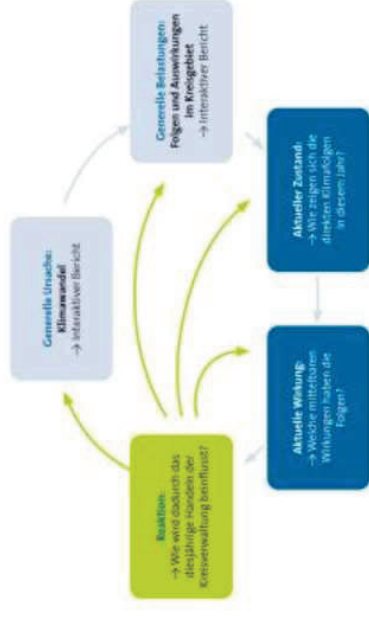 Generelle Ursache:
Klimawandel
→ Interaktiver Bericht
Generelle Belastungen:
Folgen und Auswirkungen
im Kreisgebiet
→ Interaktiver Bericht
Aktueller Zustand:
→ Wie zeigen sich die
direkten Klimafolgen
in diesem Jahr?
Aktuelle Wirkung:
→ Welche mittelbaren
Wirkungen haben die
Folgen?
Reaktion:
→ Wie wird dadurch das
diesjährige Handeln der
Kreisverwaltung beinflusst?